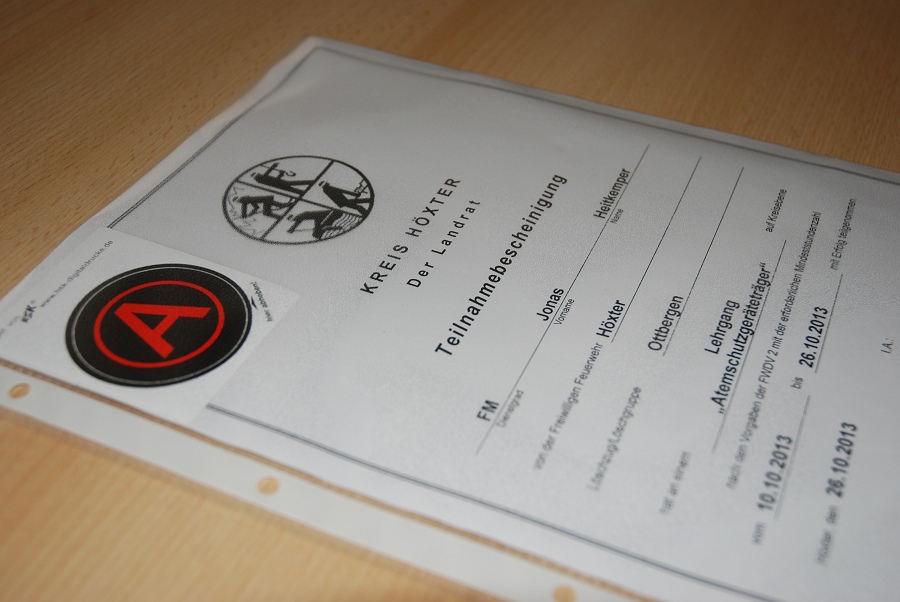 KREIS HÖXTER
Der Landrat
Teilnahmebescheinigung
FM Jonas Heitkemper
Dienstgrad Vorname Name
von der Freiwilligen Feuerwehr Höxter
Löschzug/Löschgruppe Ottbergen
hat an einem Lehrgang auf Kreisebene
„Atemschutzgeräteträger“
nach den Vorgaben der FWDV 2 mit der erforderlichen Mindeststundenzahl
vom 10.10.2013 bis 26.10.2013 mit Erfolg teilgenommen
Höxter den 26.10.2013
I.A.:
A